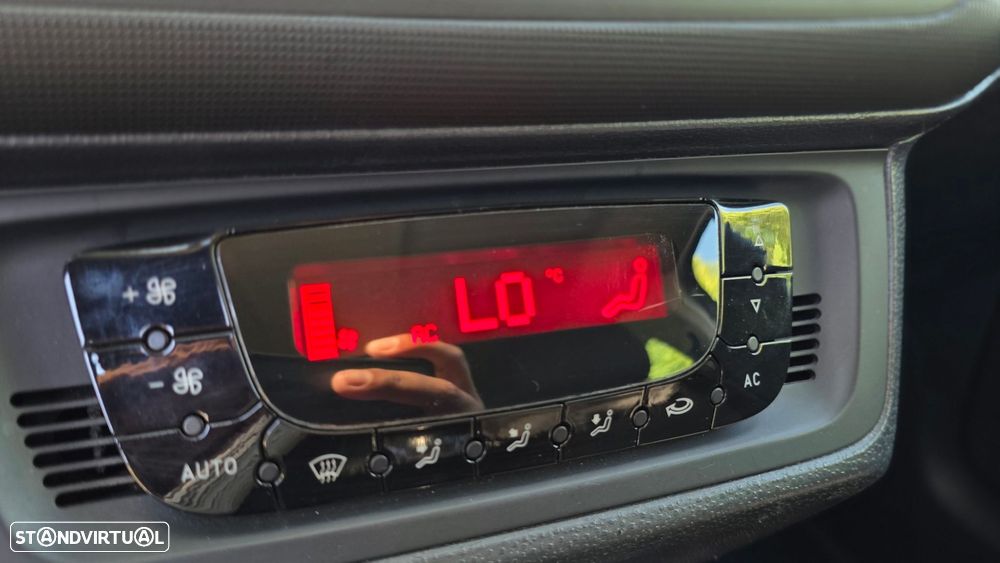 LO °C
AC
+
-
AUTO
AC
STANDVIRTUAL